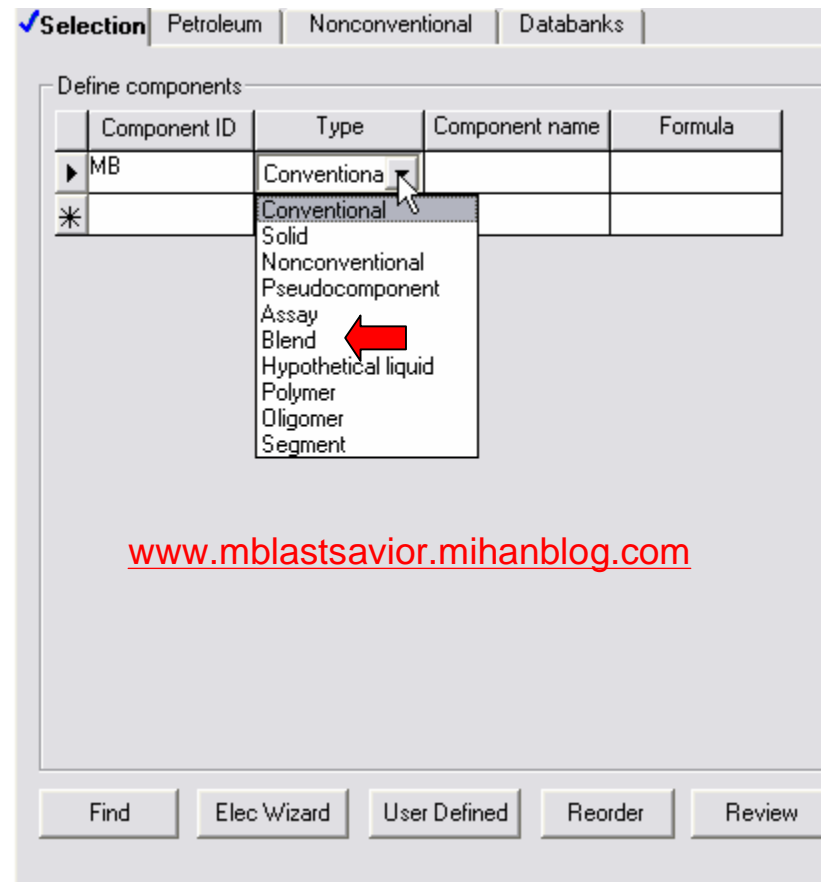 Selection Petroleum Nonconventional Databanks
Define components
Component ID Type Component name Formula
MB Conventiona
Conventional
Solid
Nonconventional
Pseudocomponent
Assay
Blend
Hypothetical liquid
Polymer
Oligomer
Segment
www.mblastsavior.mihanblog.com
Find Elec Wizard User Defined Reorder Review